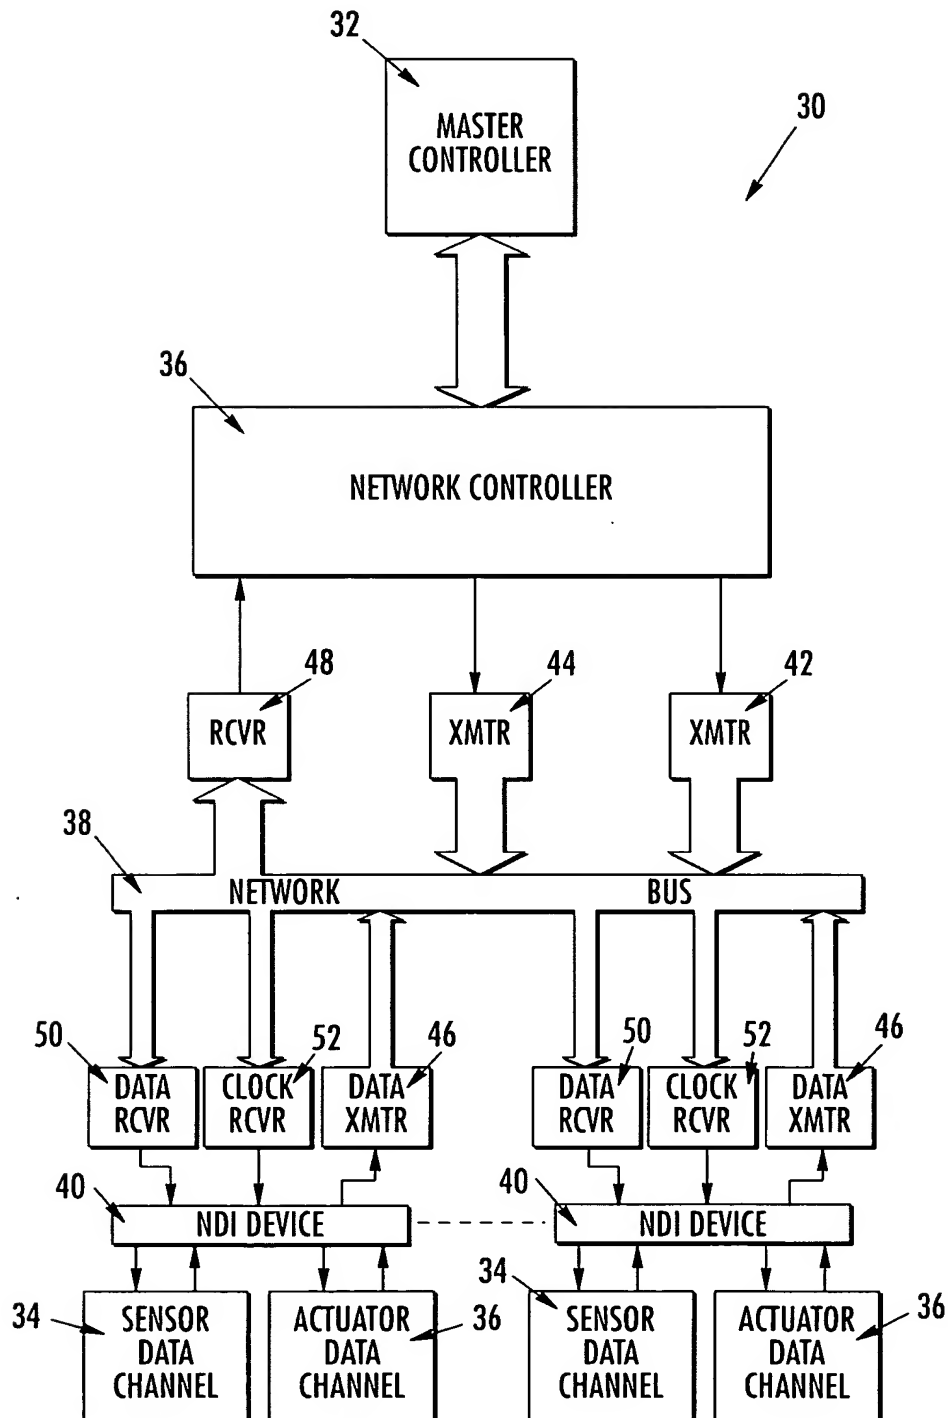 32
MASTER
CONTROLLER
30
36
NETWORK CONTROLLER
48
44
42
RCVR
XMTR
XMTR
38
NETWORK BUS
50
52
46
50
52
46
DATA
RCVR
CLOCK
RCVR
DATA
XMTR
DATA
RCVR
CLOCK
RCVR
DATA
XMTR
40
NDI DEVICE
40
NDI DEVICE
34
SENSOR
DATA
CHANNEL
ACTUATOR
DATA
CHANNEL
36
34
SENSOR
DATA
CHANNEL
ACTUATOR
DATA
CHANNEL
36